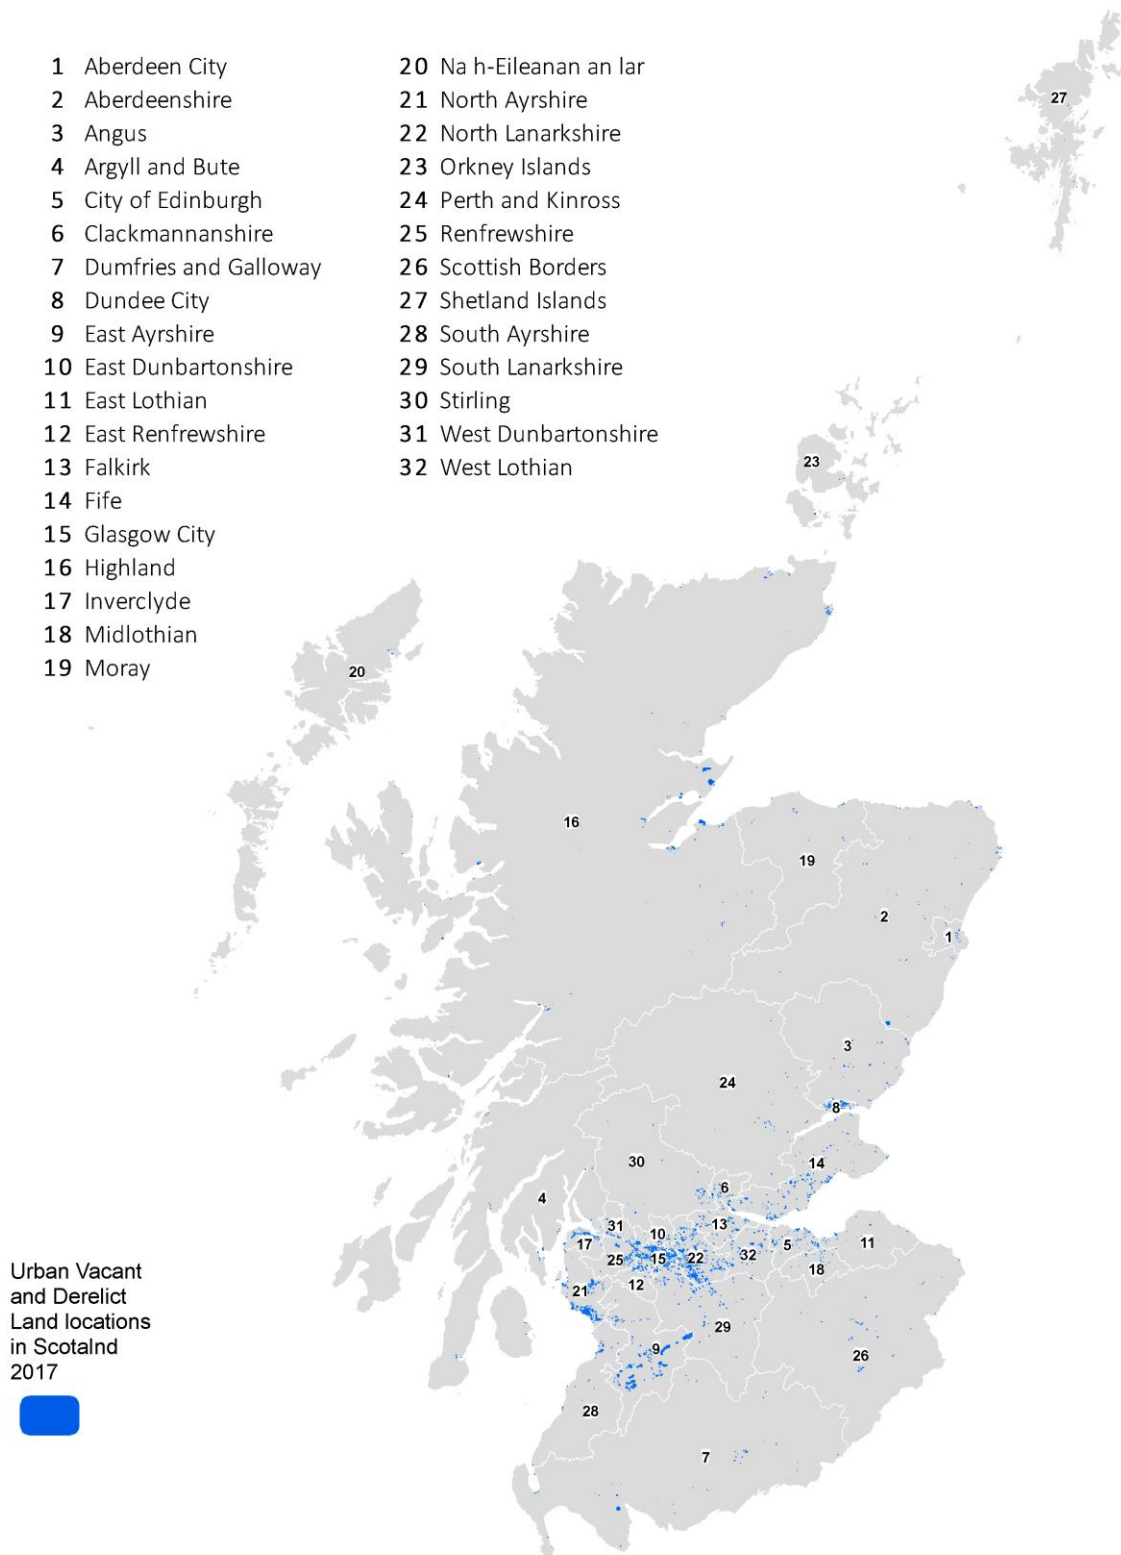 1 Aberdeen City
2 Aberdeenshire
3 Angus
4 Argyll and Bute
5 City of Edinburgh
6 Clackmannanshire
7 Dumfries and Galloway
8 Dundee City
9 East Ayrshire
10 East Dunbartonshire
11 East Lothian
12 East Renfrewshire
13 Falkirk
14 Fife
15 Glasgow City
16 Highland
17 Inverclyde
18 Midlothian
19 Moray
20 Na h-Eileanan an lar
21 North Ayrshire
22 North Lanarkshire
23 Orkney Islands
24 Perth and Kinross
25 Renfrewshire
26 Scottish Borders
27 Shetland Islands
28 South Ayrshire
29 South Lanarkshire
30 Stirling
31 West Dunbartonshire
32 West Lothian
27
23
20
16
19
2
1
3
24
8
14
30
6
4
31
13
10
17
5
11
25
15
22
32
18
12
21
29
9
26
28
7
Urban Vacant
and Derelict
Land locations
in Scotalnd
2017